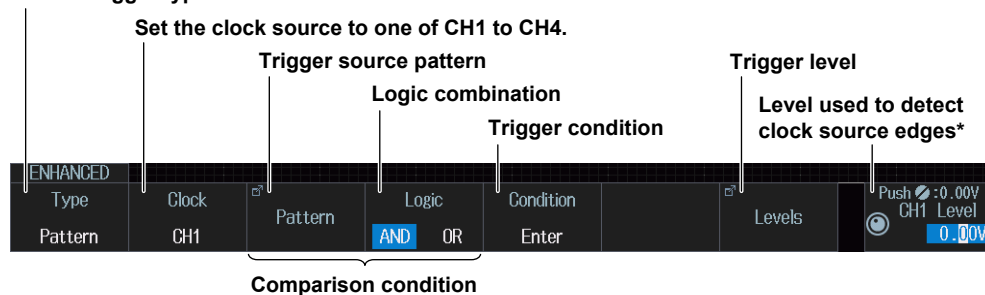 Set the clock source to one of CH1 to CH4.
Trigger source pattern
Trigger level
Logic combination
Level used to detect
clock source edges*
Trigger condition
ENHANCED
Type Clock Pattern Logic Condition Levels Push :0.00V
CH1 Level
Pattern CH1 AND OR Enter 0.00V
Comparison condition